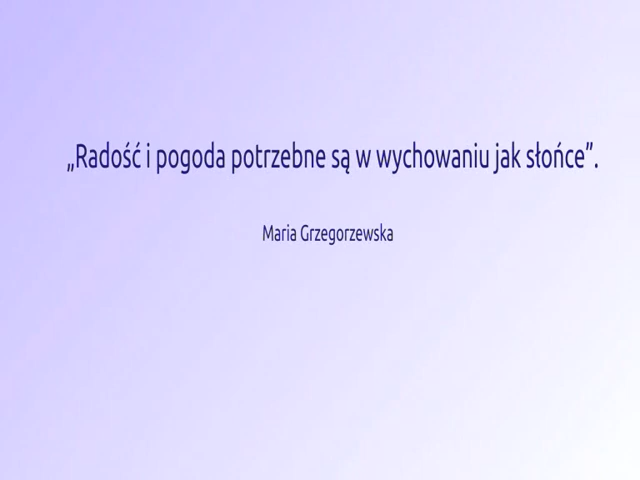 „Radość i pogoda potrzebne są w wychowaniu jak słońce”.
Maria Grzegorzewska